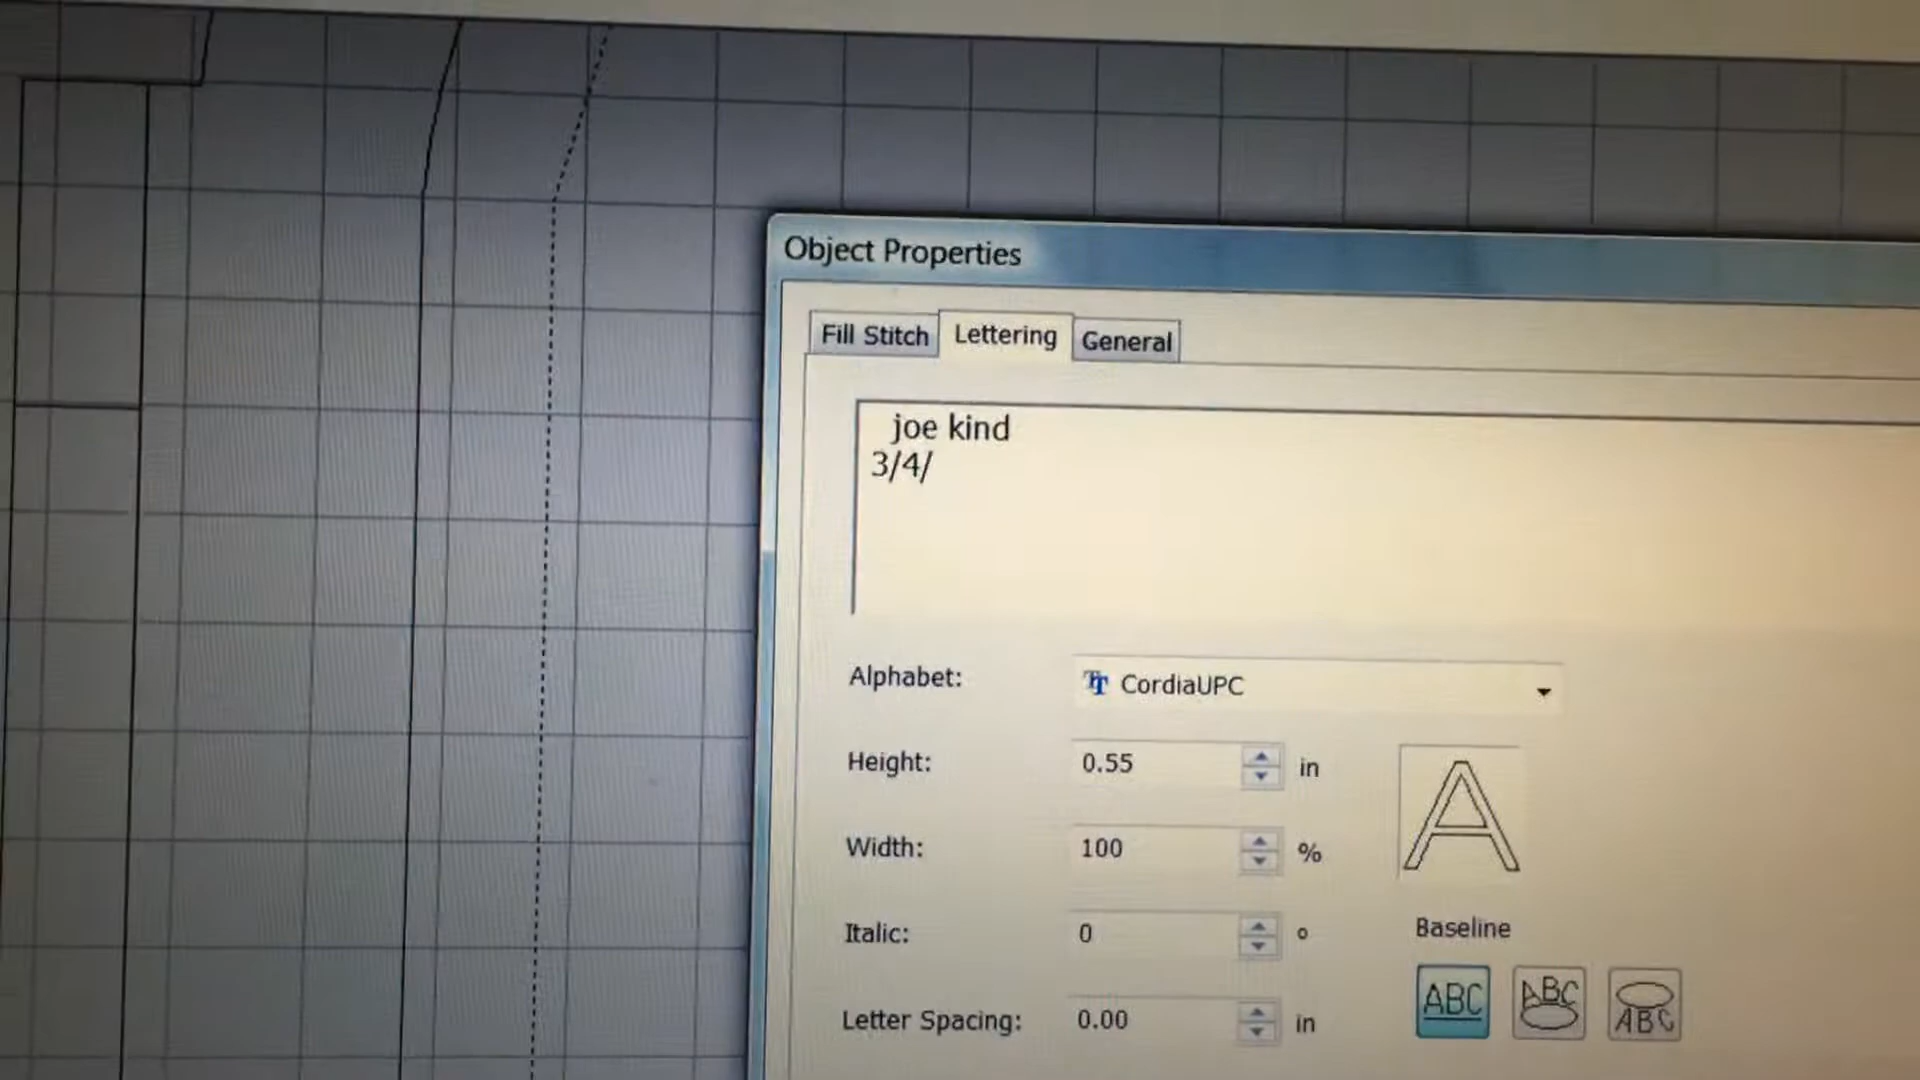 Object Properties
Fill Stitch Lettering General
joe kind
3/4/
Alphabet: CordiaUPC
Height: 0.55 in
A
Width: 100 %
Italic: 0 °
Baseline
Letter Spacing: 0.00 in
ABC ABC ABC